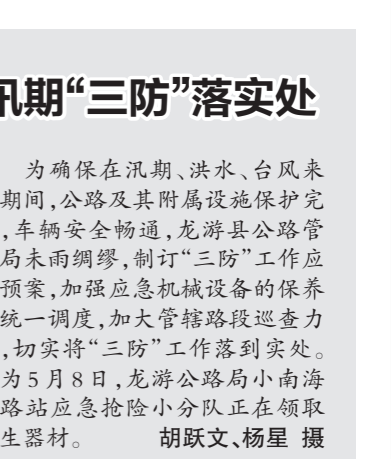 汛期“三防”落实处
为确保在汛期、洪水、台风来
期间,公路及其附属设施保护完
,车辆安全畅通,龙游县公路管
局未雨绸缪,制订“三防”工作应
预案,加强应急机械设备的保养
统一调度,加大管辖路段巡查力
,切实将“三防”工作落到实处。
为5月8日,龙游公路局小南海
路站应急抢险小分队正在领取
生器材。 胡跃文、杨星 摄